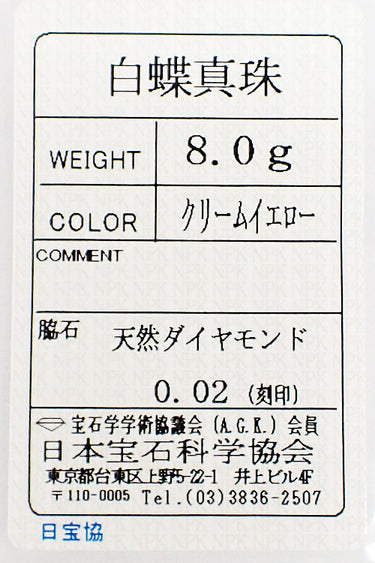 白蝶真珠
WEIGHT 8.0g
COLOR クリームイエロー
COMMENT
脇石 天然ダイヤモンド
0.02 (刻印)
宝石学学術協議会 (A.G.K.) 会員
日本宝石科学協会
東京都台東区上野5-22-1 井上ビル4F
〒110-0005 Tel.(03)3836-2507
日宝協